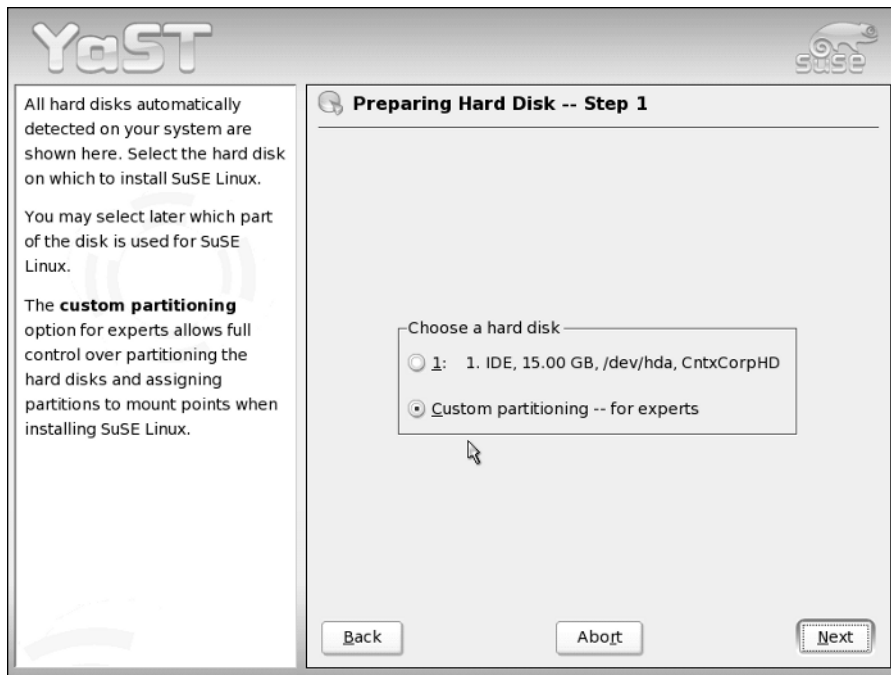 YaST
SuSE
All hard disks automatically
detected on your system are
shown here. Select the hard disk
on which to install SuSE Linux.
You may select later which part
of the disk is used for SuSE
Linux.
The custom partitioning
option for experts allows full
control over partitioning the
hard disks and assigning
partitions to mount points when
installing SuSE Linux.
Preparing Hard Disk -- Step 1
Choose a hard disk
1: 1. IDE, 15.00 GB, /dev/hda, CntxCorpHD
Custom partitioning -- for experts
Back Abort Next